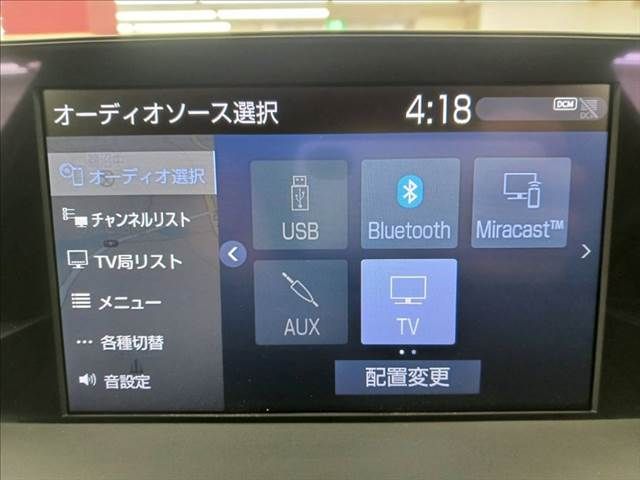 オーディオソース選択
4:18
DCM
オーディオ選択
チャンネルリスト
TV局リスト
メニュー
各種切替
音設定
USB
Bluetooth
Miracast™
AUX
TV
配置変更